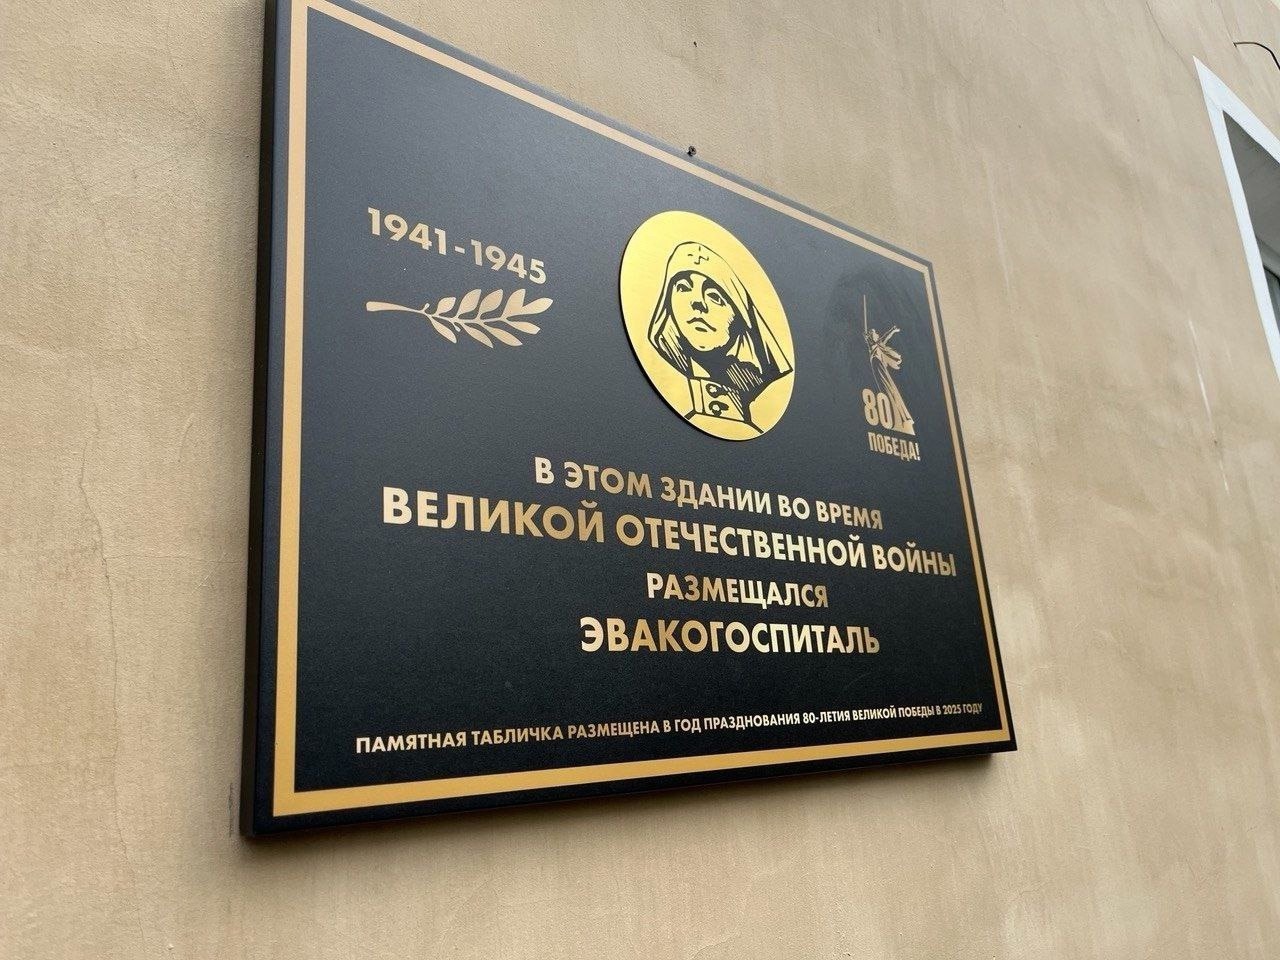 1941-1945
80
ПОБЕДА!
В ЭТОМ ЗДАНИИ ВО ВРЕМЯ
ВЕЛИКОЙ ОТЕЧЕСТВЕННОЙ ВОЙНЫ
РАЗМЕЩАЛСЯ
ЭВАКОГОСПИТАЛЬ
ПАМЯТНАЯ ТАБЛИЧКА РАЗМЕЩЕНА В ГОД ПРАЗДНОВАНИЯ 80-ЛЕТИЯ ВЕЛИКОЙ ПОБЕДЫ В 2025 ГОДУ